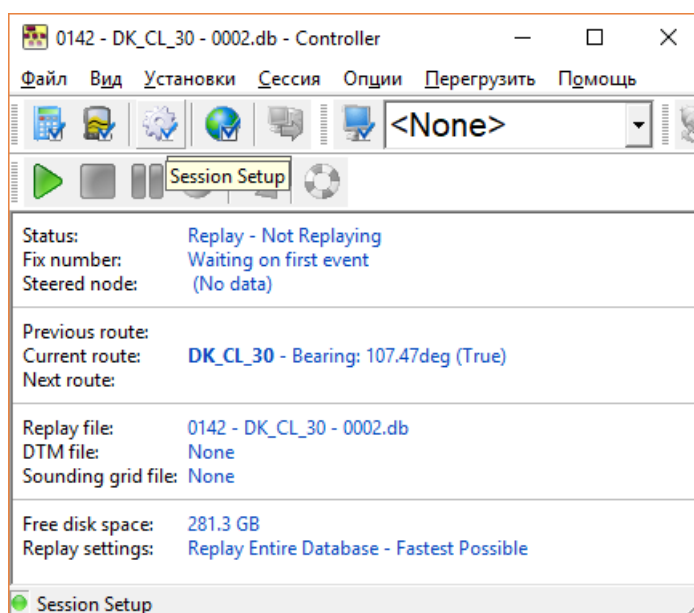 0142 - DK_CL_30 - 0002.db - Controller
Файл Вид Установки Сессия Опции Перегрузить Помощь
<None>
Session Setup
Status: Replay - Not Replaying
Fix number: Waiting on first event
Steered node: (No data)
Previous route:
Current route: DK_CL_30 - Bearing: 107.47deg (True)
Next route:
Replay file: 0142 - DK_CL_30 - 0002.db
DTM file: None
Sounding grid file: None
Free disk space: 281.3 GB
Replay settings: Replay Entire Database - Fastest Possible
Session Setup